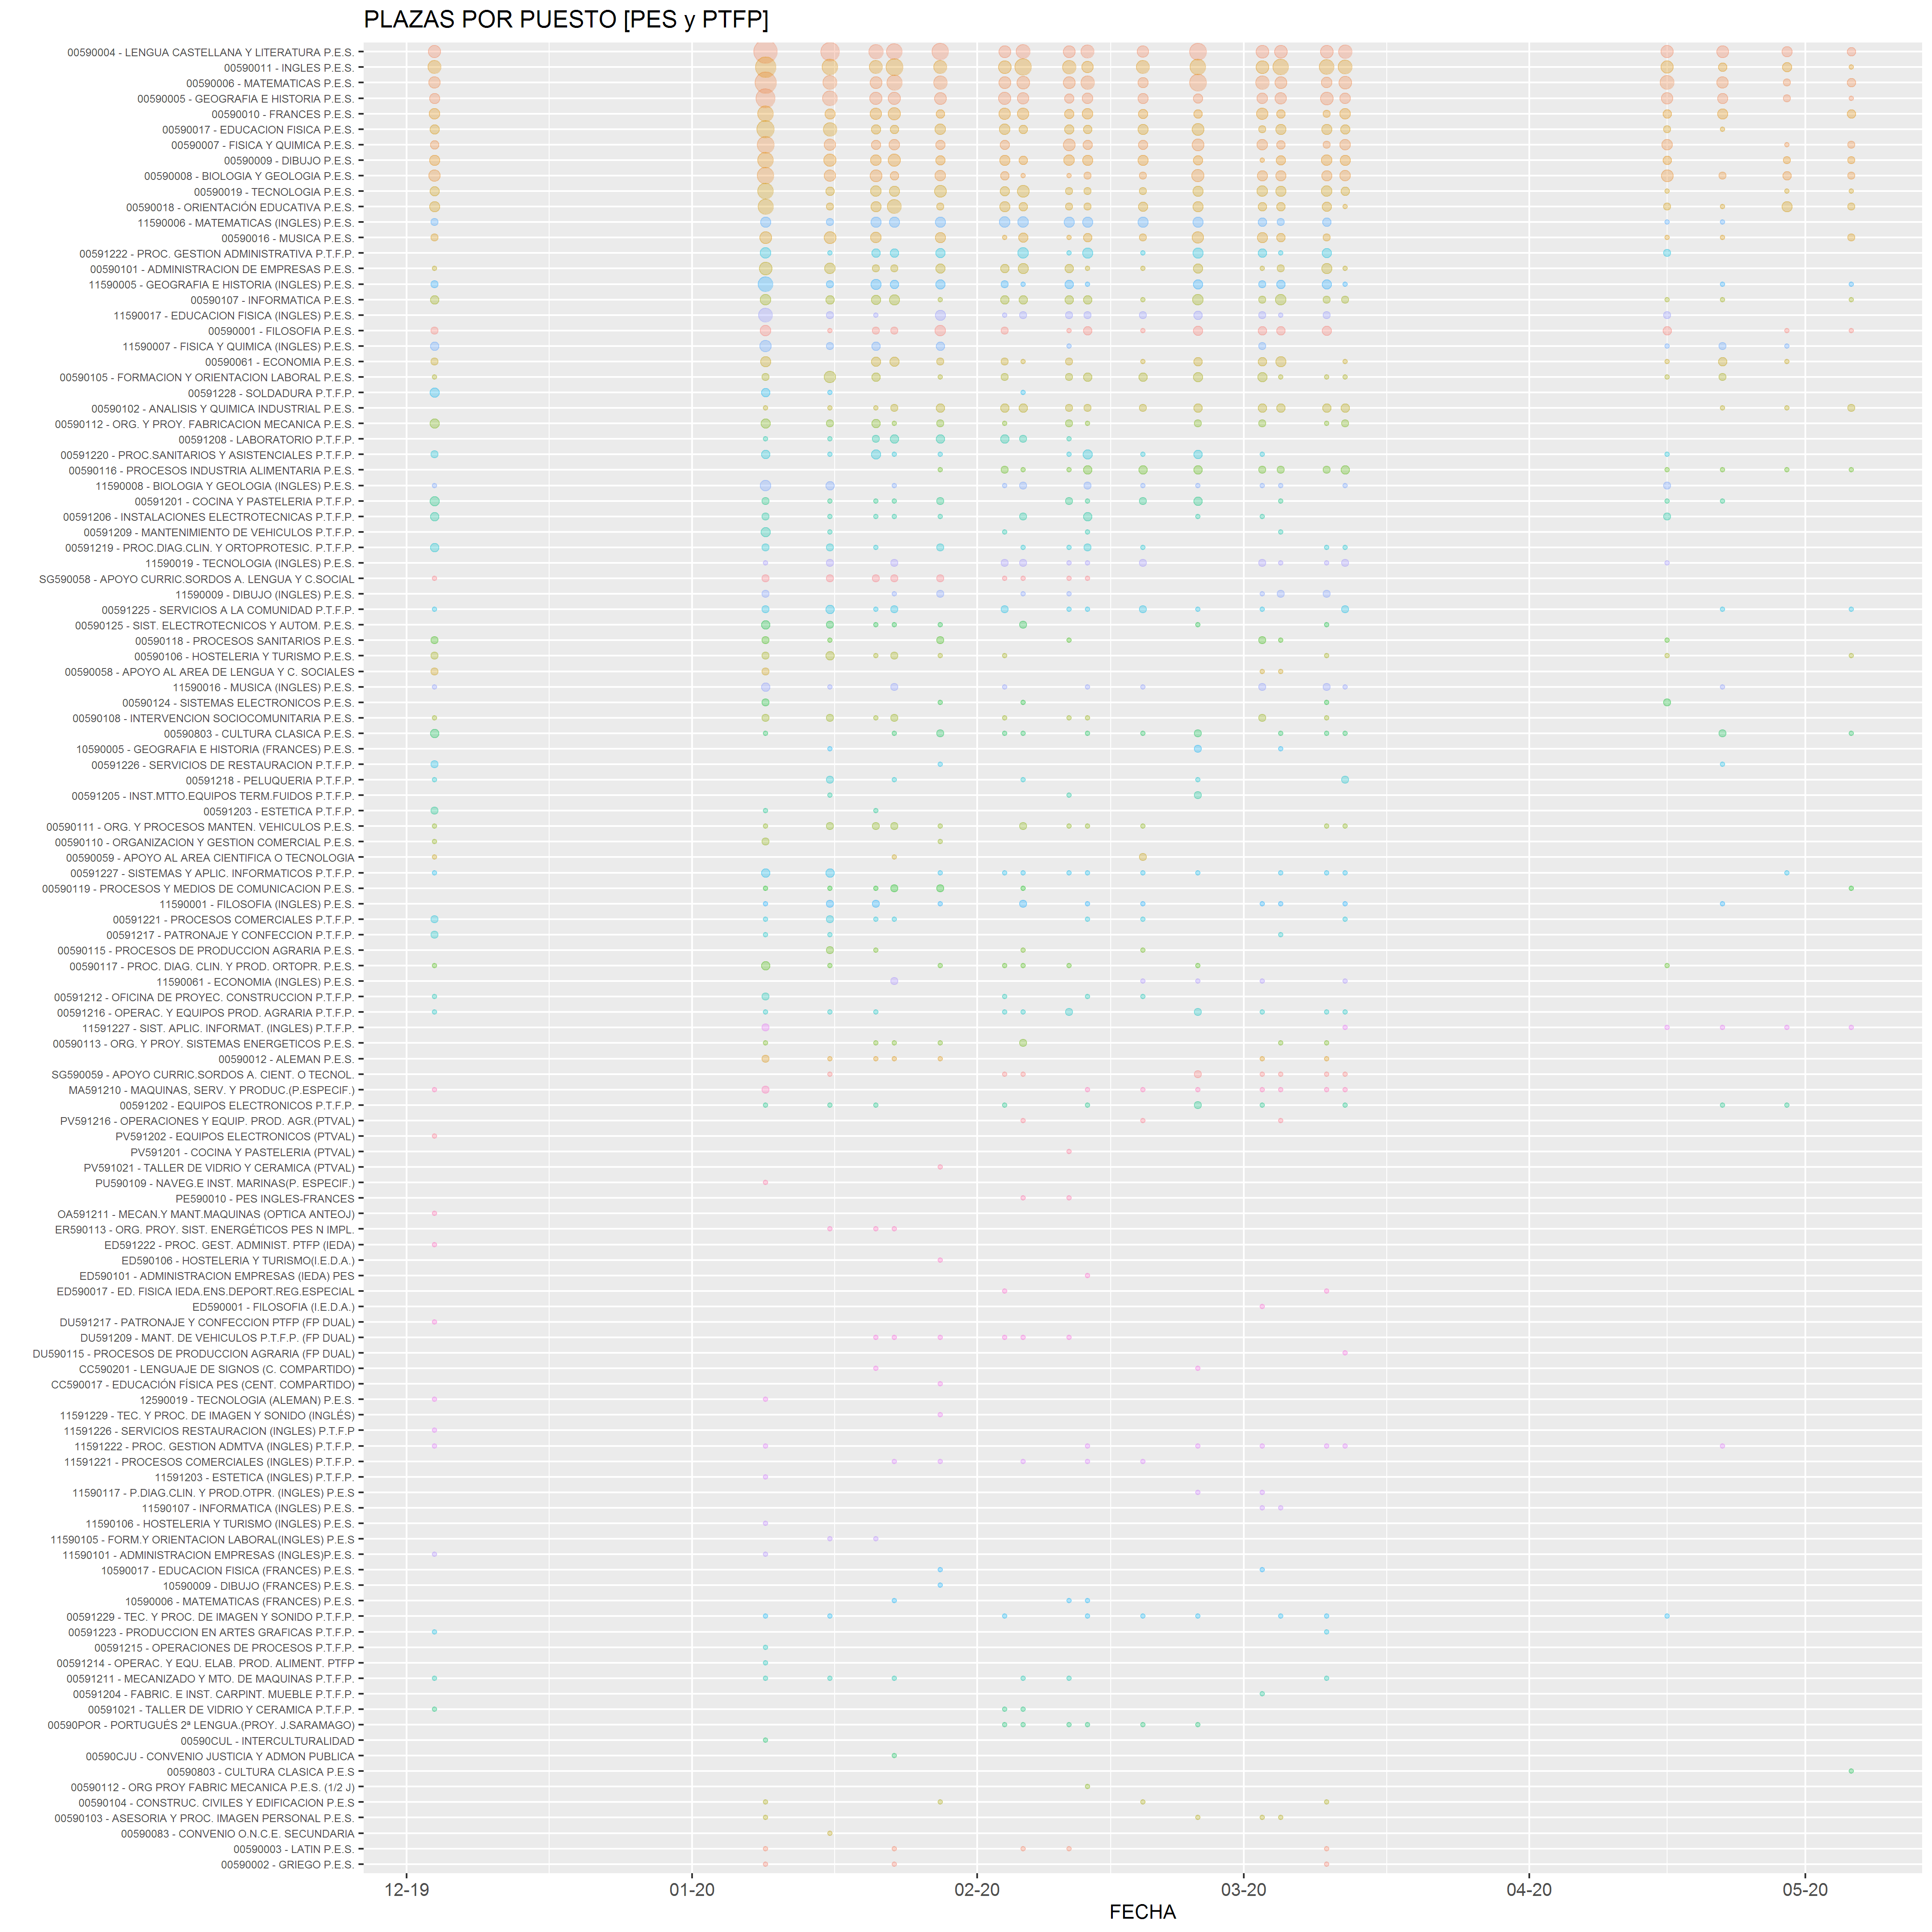 PLAZAS POR PUESTO [PES y PTFP]
00590004 - LENGUA CASTELLANA Y LITERATURA P.E.S.
00590011 - INGLES P.E.S.
00590006 - MATEMATICAS P.E.S.
00590005 - GEOGRAFIA E HISTORIA P.E.S.
00590010 - FRANCES P.E.S.
00590017 - EDUCACION FISICA P.E.S.
00590007 - FISICA Y QUIMICA P.E.S.
00590009 - DIBUJO P.E.S.
00590008 - BIOLOGIA Y GEOLOGIA P.E.S.
00590019 - TECNOLOGIA P.E.S.
00590018 - ORIENTACIÓN EDUCATIVA P.E.S.
11590006 - MATEMATICAS (INGLES) P.E.S.
00590016 - MUSICA P.E.S.
00591222 - PROC. GESTION ADMINISTRATIVA P.T.F.P.
00590101 - ADMINISTRACION DE EMPRESAS P.E.S.
11590005 - GEOGRAFIA E HISTORIA (INGLES) P.E.S.
00590107 - INFORMATICA P.E.S.
11590017 - EDUCACION FISICA (INGLES) P.E.S.
00590001 - FILOSOFIA P.E.S.
11590007 - FISICA Y QUIMICA (INGLES) P.E.S.
00590061 - ECONOMIA P.E.S.
00590105 - FORMACION Y ORIENTACION LABORAL P.E.S.
00591228 - SOLDADURA P.T.F.P.
00590102 - ANALISIS Y QUIMICA INDUSTRIAL P.E.S.
00590112 - ORG. Y PROY. FABRICACION MECANICA P.E.S.
00591208 - LABORATORIO P.T.F.P.
00591220 - PROC.SANITARIOS Y ASISTENCIALES P.T.F.P.
00590116 - PROCESOS INDUSTRIA ALIMENTARIA P.E.S.
11590008 - BIOLOGIA Y GEOLOGIA (INGLES) P.E.S.
00591201 - COCINA Y PASTELERIA P.T.F.P.
00591206 - INSTALACIONES ELECTROTECNICAS P.T.F.P.
00591209 - MANTENIMIENTO DE VEHICULOS P.T.F.P.
00591219 - PROC.DIAG.CLIN. Y ORTOPROTESIC. P.T.F.P.
11590019 - TECNOLOGIA (INGLES) P.E.S.
SG590058 - APOYO CURRIC.SORDOS A. LENGUA Y C.SOCIAL
11590009 - DIBUJO (INGLES) P.E.S.
00591225 - SERVICIOS A LA COMUNIDAD P.T.F.P.
00590125 - SIST. ELECTROTECNICOS Y AUTOM. P.E.S.
00590118 - PROCESOS SANITARIOS P.E.S.
00590106 - HOSTELERIA Y TURISMO P.E.S.
00590058 - APOYO AL AREA DE LENGUA Y C. SOCIALES
11590016 - MUSICA (INGLES) P.E.S.
00590124 - SISTEMAS ELECTRONICOS P.E.S.
00590108 - INTERVENCION SOCIOCOMUNITARIA P.E.S.
00590803 - CULTURA CLASICA P.E.S.
10590005 - GEOGRAFIA E HISTORIA (FRANCES) P.E.S.
00591226 - SERVICIOS DE RESTAURACION P.T.F.P.
00591218 - PELUQUERIA P.T.F.P.
00591205 - INST.MTTO.EQUIPOS TERM.FUIDOS P.T.F.P.
00591203 - ESTETICA P.T.F.P.
00590111 - ORG. Y PROCESOS MANTEN. VEHICULOS P.E.S.
00590110 - ORGANIZACION Y GESTION COMERCIAL P.E.S.
00590059 - APOYO AL AREA CIENTIFICA O TECNOLOGIA
00591227 - SISTEMAS Y APLIC. INFORMATICOS P.T.F.P.
00590119 - PROCESOS Y MEDIOS DE COMUNICACION P.E.S.
11590001 - FILOSOFIA (INGLES) P.E.S.
00591221 - PROCESOS COMERCIALES P.T.F.P.
00591217 - PATRONAJE Y CONFECCION P.T.F.P.
00590115 - PROCESOS DE PRODUCCION AGRARIA P.E.S.
00590117 - PROC. DIAG. CLIN. Y PROD. ORTOPR. P.E.S.
11590061 - ECONOMIA (INGLES) P.E.S.
00591212 - OFICINA DE PROYEC. CONSTRUCCION P.T.F.P.
00591216 - OPERAC. Y EQUIPOS PROD. AGRARIA P.T.F.P.
11591227 - SIST. APLIC. INFORMAT. (INGLES) P.T.F.P.
00590113 - ORG. Y PROY. SISTEMAS ENERGETICOS P.E.S.
00590012 - ALEMAN P.E.S.
SG590059 - APOYO CURRIC.SORDOS A. CIENT. O TECNOL.
MA591210 - MAQUINAS, SERV. Y PRODUC.(P.ESPECIF.)
00591202 - EQUIPOS ELECTRONICOS P.T.F.P.
PV591216 - OPERACIONES Y EQUIP. PROD. AGR.(PTVAL)
PV591202 - EQUIPOS ELECTRONICOS (PTVAL)
PV591201 - COCINA Y PASTELERIA (PTVAL)
PV591021 - TALLER DE VIDRIO Y CERAMICA (PTVAL)
PU590109 - NAVEG.E INST. MARINAS(P. ESPECIF.)
PE590010 - PES INGLES-FRANCES
OA591211 - MECAN.Y MANT.MAQUINAS (OPTICA ANTEOJ)
ER590113 - ORG. PROY. SIST. ENERGÉTICOS PES N IMPL.
ED591222 - PROC. GEST. ADMINIST. PTFP (IEDA)
ED590106 - HOSTELERIA Y TURISMO(I.E.D.A.)
ED590101 - ADMINISTRACION EMPRESAS (IEDA) PES
ED590017 - ED. FISICA IEDA.ENS.DEPORT.REG.ESPECIAL
ED590001 - FILOSOFIA (I.E.D.A.)
DU591217 - PATRONAJE Y CONFECCION PTFP (FP DUAL)
DU591209 - MANT. DE VEHICULOS P.T.F.P. (FP DUAL)
DU590115 - PROCESOS DE PRODUCCION AGRARIA (FP DUAL)
CC590201 - LENGUAJE DE SIGNOS (C. COMPARTIDO)
CC590017 - EDUCACIÓN FÍSICA PES (CENT. COMPARTIDO)
12590019 - TECNOLOGIA (ALEMAN) P.E.S.
11591229 - TEC. Y PROC. DE IMAGEN Y SONIDO (INGLÉS)
11591226 - SERVICIOS RESTAURACION (INGLES) P.T.F.P
11591222 - PROC. GESTION ADMTVA (INGLES) P.T.F.P
11591221 - PROCESOS COMERCIALES (INGLES) P.T.F.P.
11591203 - ESTETICA (INGLES) P.T.F.P.
11590117 - P.DIAG.CLIN. Y PROD.OTPR. (INGLES) P.E.S
11590107 - INFORMATICA (INGLES) P.E.S.
11590106 - HOSTELERIA Y TURISMO (INGLES) P.E.S.
11590105 - FORM.Y ORIENTACION LABORAL(INGLES) P.E.S
11590101 - ADMINISTRACION EMPRESAS (INGLES)P.E.S.
10590017 - EDUCACION FISICA (FRANCES) P.E.S.
10590009 - DIBUJO (FRANCES) P.E.S.
10590006 - MATEMATICAS (FRANCES) P.E.S.
00591229 - TEC. Y PROC. DE IMAGEN Y SONIDO P.T.F.P.
00591223 - PRODUCCION EN ARTES GRAFICAS P.T.F.P.
00591215 - OPERACIONES DE PROCESOS P.T.F.P.
00591214 - OPERAC. Y EQU. ELAB. PROD. ALIMENT. PTFP
00591211 - MECANIZADO Y MTO. DE MAQUINAS P.T.F.P.
00591204 - FABRIC. E INST. CARPINT. MUEBLE P.T.F.P.
00591021 - TALLER DE VIDRIO Y CERAMICA P.T.F.P.
00590POR - PORTUGUÉS 2ª LENGUA.(PROY. J.SARAMAGO)
00590CUL - INTERCULTURALIDAD
00590CJU - CONVENIO JUSTICIA Y ADMON PUBLICA
00590803 - CULTURA CLASICA P.E.S
00590112 - ORG PROY FABRIC MECANICA P.E.S. (1/2 J)
00590104 - CONSTRUC. CIVILES Y EDIFICACION P.E.S
00590103 - ASESORIA Y PROC. IMAGEN PERSONAL P.E.S.
00590083 - CONVENIO O.N.C.E. SECUNDARIA
00590003 - LATIN P.E.S.
00590002 - GRIEGO P.E.S.
12-19 01-20 02-20 03-20 04-20 05-20
FECHA